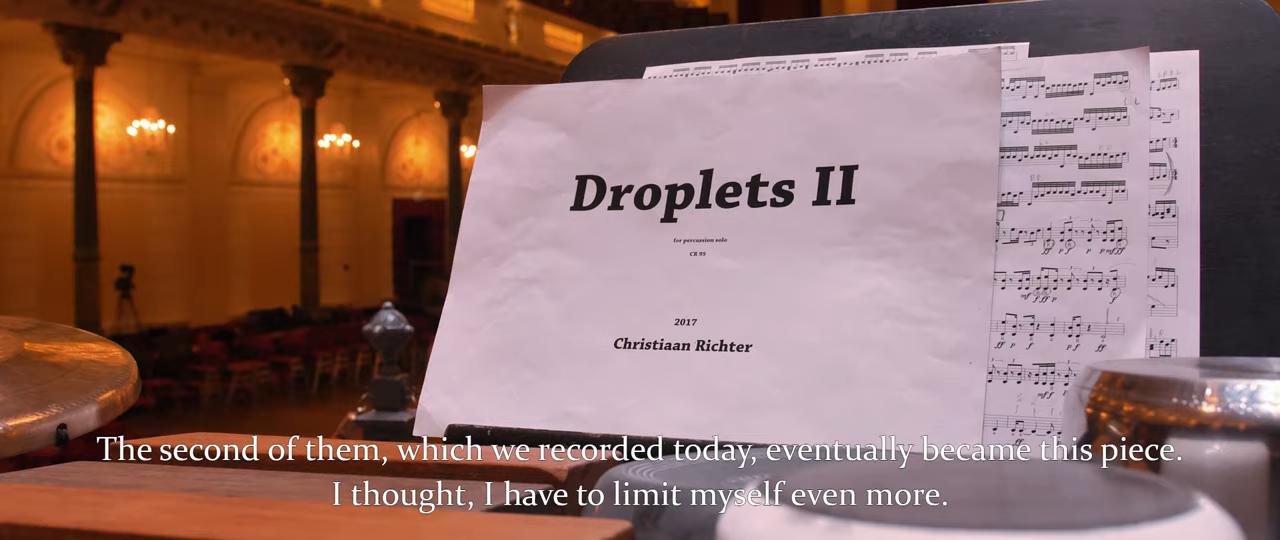 Droplets II
for percussion solo
CR 95
2017
Christiaan Richter
The second of them, which we recorded today, eventually became this piece.
I thought, I have to limit myself even more.